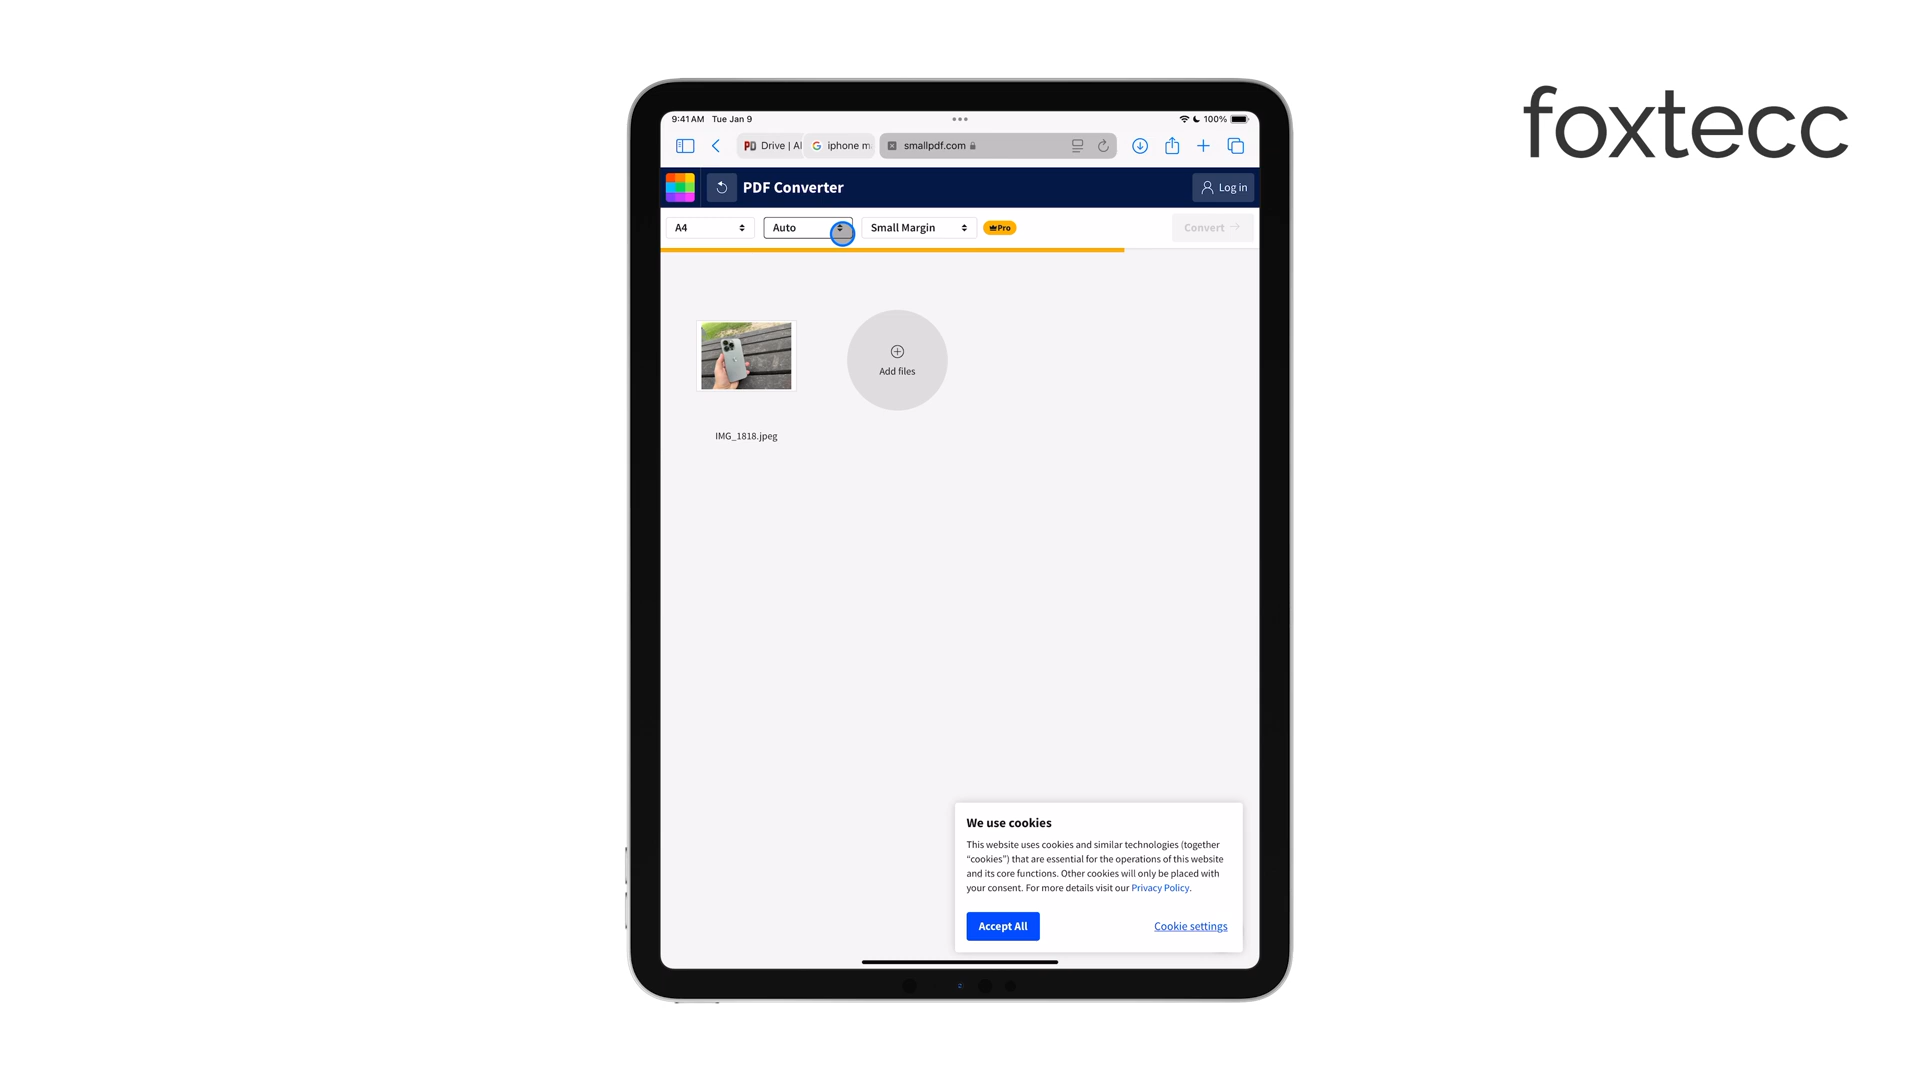 foxtecc
9:41 AM Tue Jan 9
100%
PD Drive | AI
iphone m
smallpdf.com
PDF Converter
Log in
A4
Auto
Small Margin
Pro
Convert
Add files
IMG_1818.jpeg
We use cookies
This website uses cookies and similar technologies (together
“cookies”) that are essential for the operations of this website
and its core functions. Other cookies will only be placed with
your consent. For more details visit our Privacy Policy.
Accept All
Cookie settings